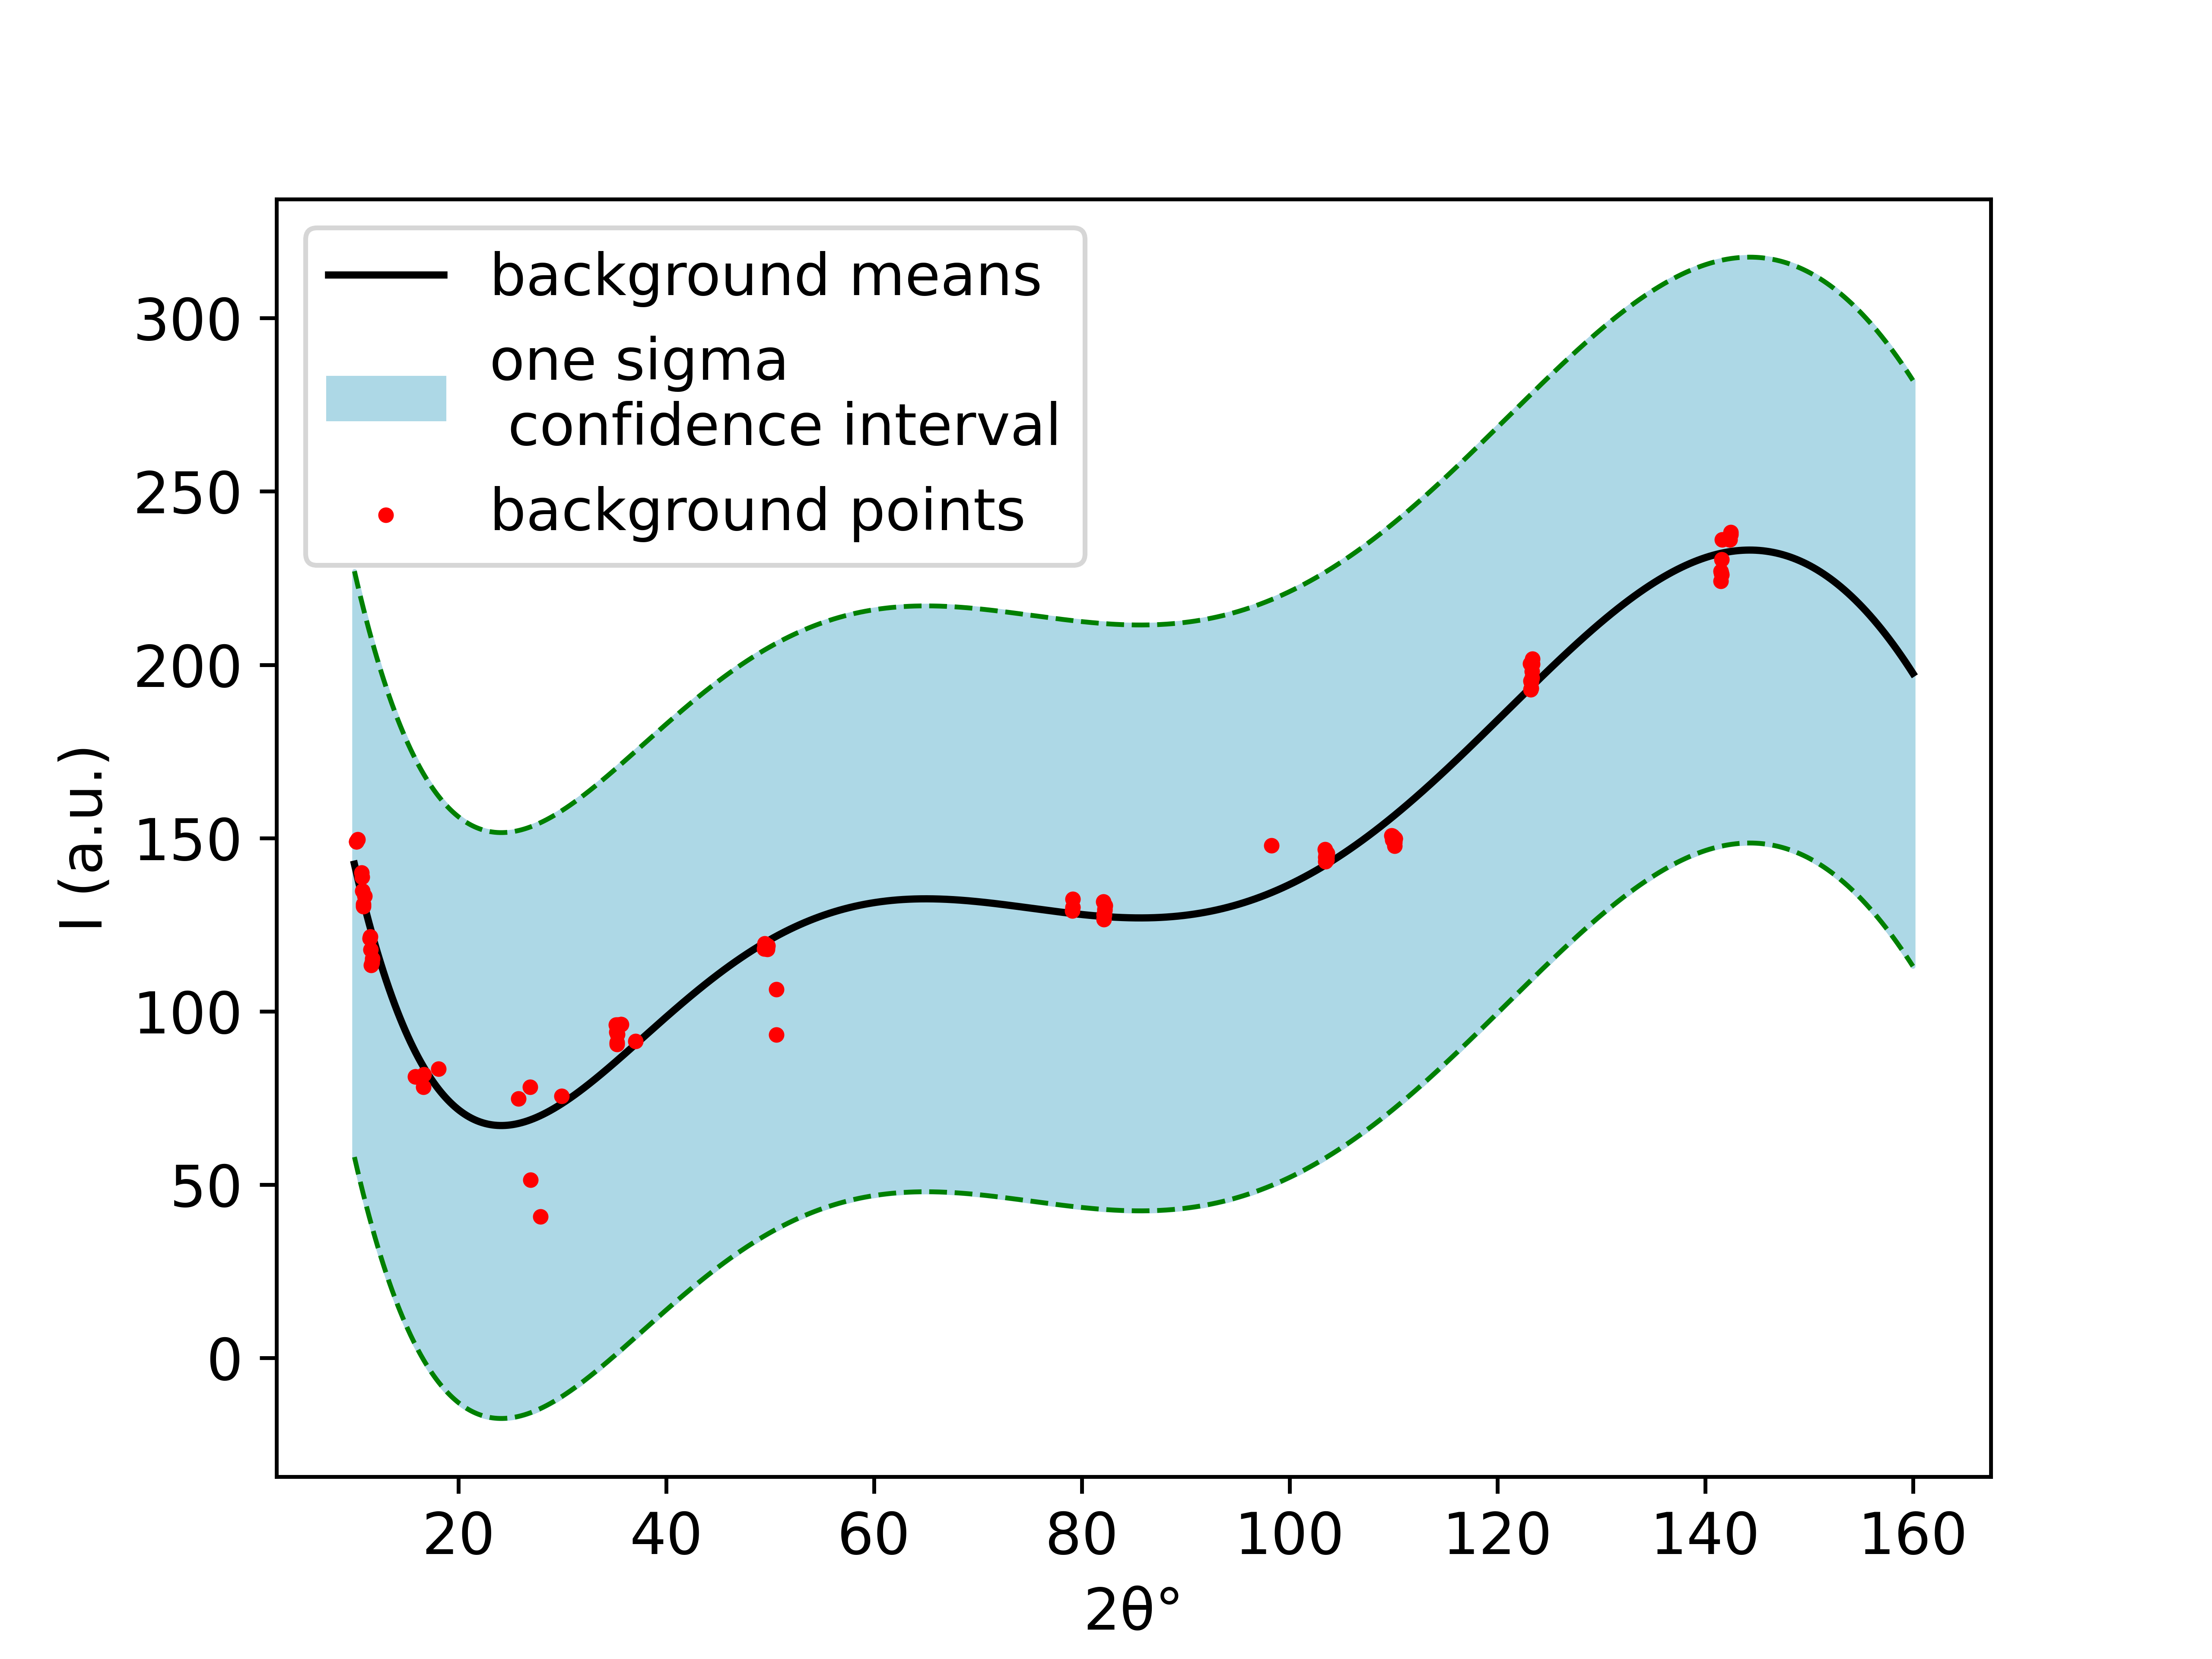 background means
one sigma
confidence interval
background points
300
250
200
150
100
50
0
I (a.u.)
20 40 60 80 100 120 140 160
2θ°